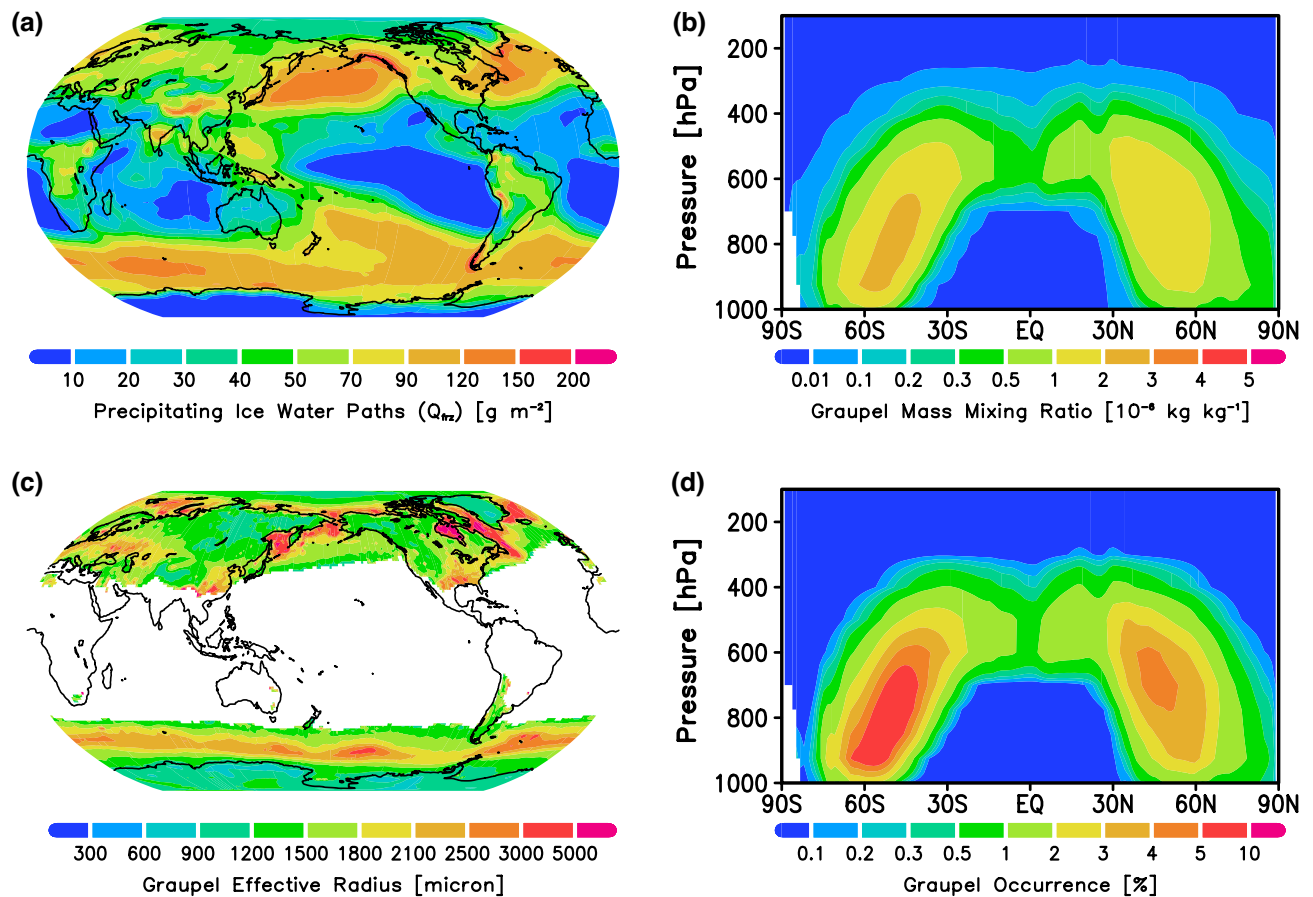 (a)
10 20 30 40 50 70 90 120 150 200
Precipitating Ice Water Paths (Qfrz) [g m⁻²]
(b)
Pressure [hPa]
200
400
600
800
1000
90S 60S 30S EQ 30N 60N 90N
0.01 0.1 0.2 0.3 0.5 1 2 3 4 5
Graupel Mass Mixing Ratio [10⁻⁶ kg kg⁻¹]
(c)
300 600 900 1200 1500 1800 2100 2500 3000 5000
Graupel Effective Radius [micron]
(d)
Pressure [hPa]
200
400
600
800
1000
90S 60S 30S EQ 30N 60N 90N
0.1 0.2 0.3 0.5 1 2 3 4 5 10
Graupel Occurrence [%]